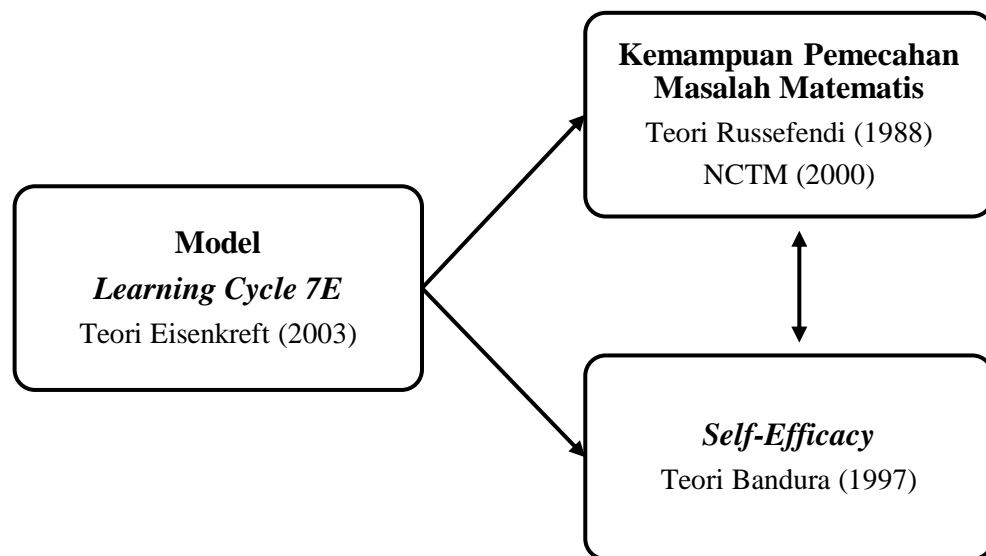 Kemampuan Pemecahan
Masalah Matematis
Teori Russefendi (1988)
NCTM (2000)
Model
Learning Cycle 7E
Teori Eisenkreft (2003)
Self-Efficacy
Teori Bandura (1997)